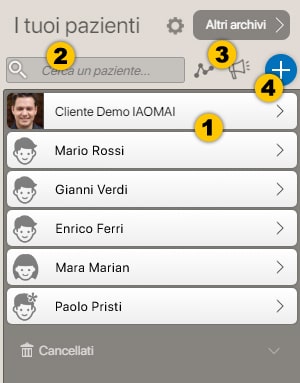 I tuoi pazienti
Altri archivi
2
3
Cerca un paziente...
4
Cliente Demo IAOMAI
1
Mario Rossi
Gianni Verdi
Enrico Ferri
Mara Marian
Paolo Pristi
Cancellati